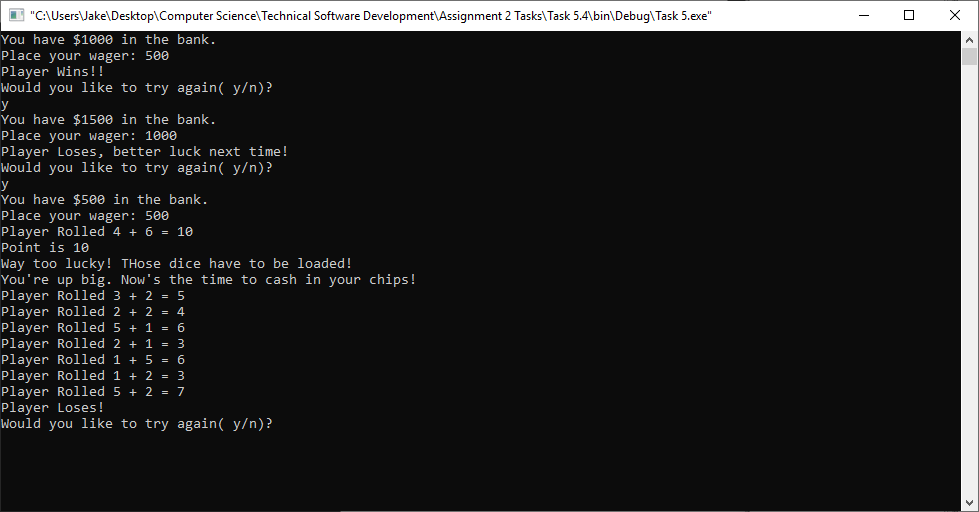 "C:\Users\Jake\Desktop\Computer Science\Technical Software Development\Assignment 2 Tasks\Task 5.4\bin\Debug\Task 5.exe"
You have $1000 in the bank.
Place your wager: 500
Player Wins!!
Would you like to try again( y/n)?
y
You have $1500 in the bank.
Place your wager: 1000
Player Loses, better luck next time!
Would you like to try again( y/n)?
y
You have $500 in the bank.
Place your wager: 500
Player Rolled 4 + 6 = 10
Point is 10
Way too lucky! THose dice have to be loaded!
You're up big. Now's the time to cash in your chips!
Player Rolled 3 + 2 = 5
Player Rolled 2 + 2 = 4
Player Rolled 5 + 1 = 6
Player Rolled 2 + 1 = 3
Player Rolled 1 + 5 = 6
Player Rolled 1 + 2 = 3
Player Rolled 5 + 2 = 7
Player Loses!
Would you like to try again( y/n)?